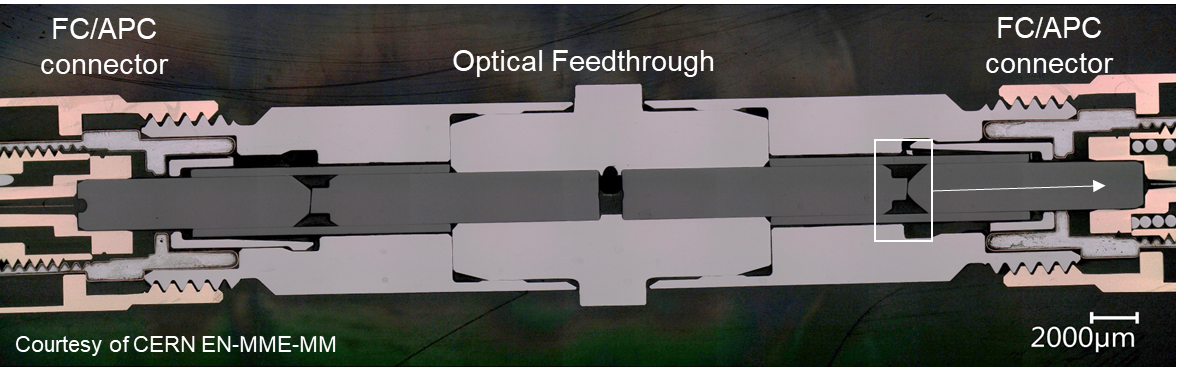 FC/APC
connector
Optical Feedthrough
FC/APC
connector
Courtesy of CERN EN-MME-MM
2000µm